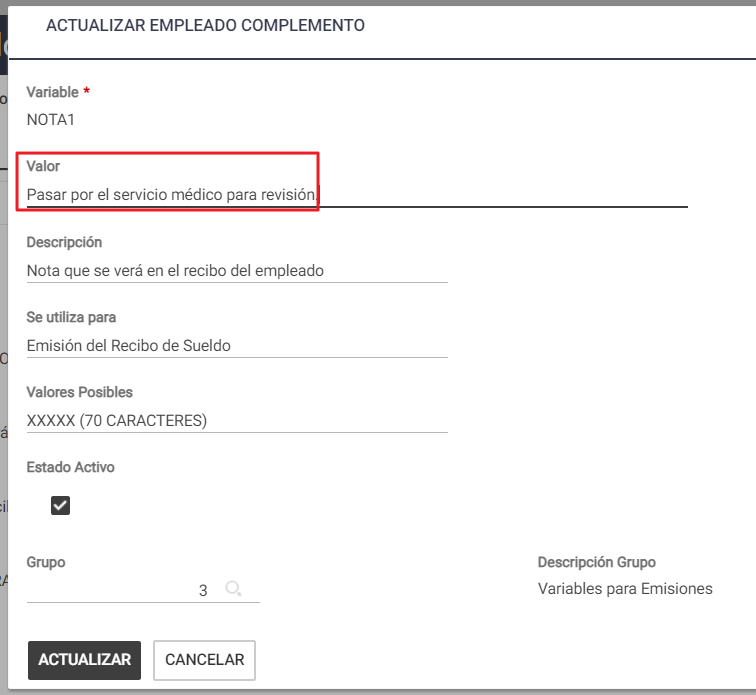 ACTUALIZAR EMPLEADO COMPLEMENTO
Variable *
NOTA1
Valor
Pasar por el servicio médico para revisión.
Descripción
Nota que se verá en el recibo del empleado
Se utiliza para
Emisión del Recibo de Sueldo
Valores Posibles
XXXXX (70 CARACTERES)
Estado Activo
Grupo Descripción Grupo
3 Variables para Emisiones
ACTUALIZAR CANCELAR